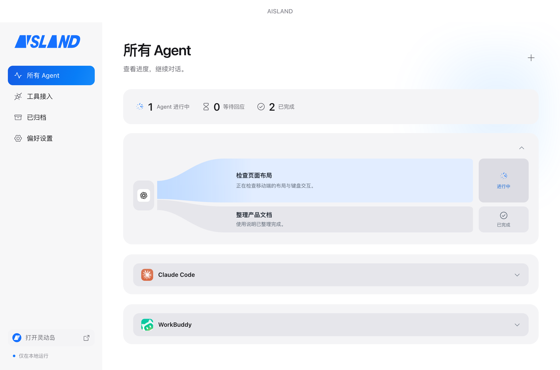 AISLAND
AISLAND
所有 Agent
工具接入
已归档
偏好设置
打开灵动岛
仅在本地运行
所有 Agent
查看进度，继续对话。
1 Agent 进行中
0 等待回应
2 已完成
检查页面布局
正在检查移动端的布局与键盘交互。
进行中
整理产品文档
使用说明已整理完成。
已完成
Claude Code
WorkBuddy